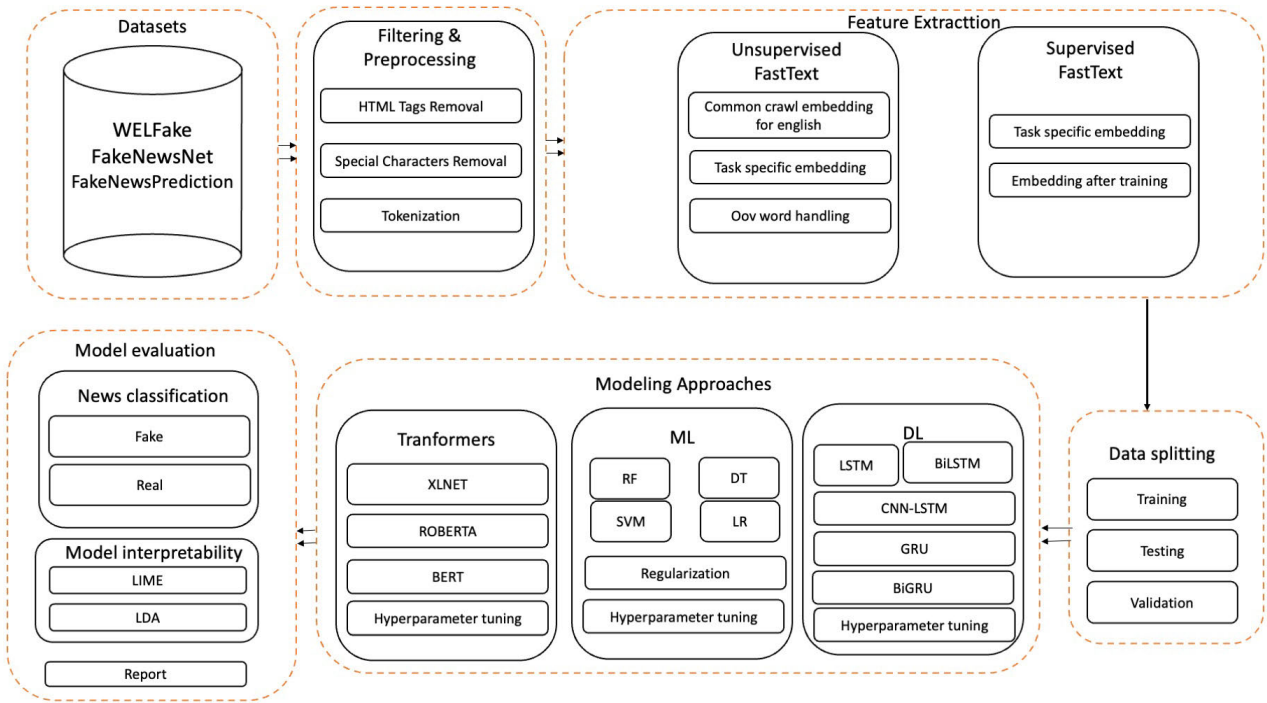 Datasets
WELFake
FakeNewsNet
FakeNewsPrediction
Filtering &
Preprocessing
HTML Tags Removal
Special Characters Removal
Tokenization
Feature Extracttion
Unsupervised
FastText
Common crawl embedding
for english
Task specific embedding
Oov word handling
Supervised
FastText
Task specific embedding
Embedding after training
Data splitting
Training
Testing
Validation
Modeling Approaches
DL
LSTM
BiLSTM
CNN-LSTM
GRU
BiGRU
Hyperparameter tuning
ML
RF
DT
SVM
LR
Regularization
Hyperparameter tuning
Tranformers
XLNET
ROBERTA
BERT
Hyperparameter tuning
Model evaluation
News classification
Fake
Real
Model interpretability
LIME
LDA
Report